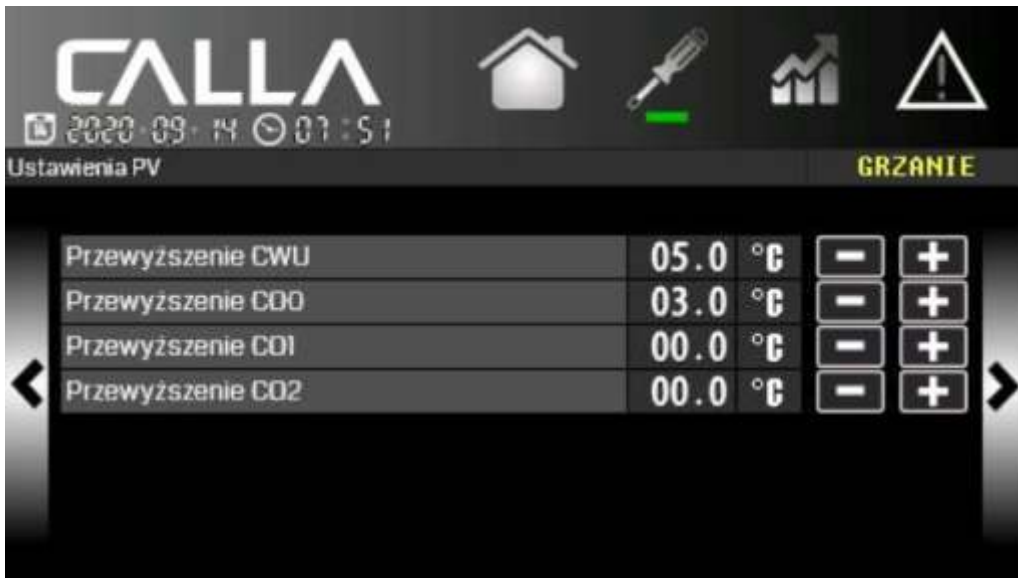 CALLA
2020-09-14 07:51
Ustawienia PV GRZANIE
Przewyższenie CWU 05.0 °C - +
Przewyższenie CO0 03.0 °C - +
Przewyższenie CO1 00.0 °C - +
Przewyższenie CO2 00.0 °C - +